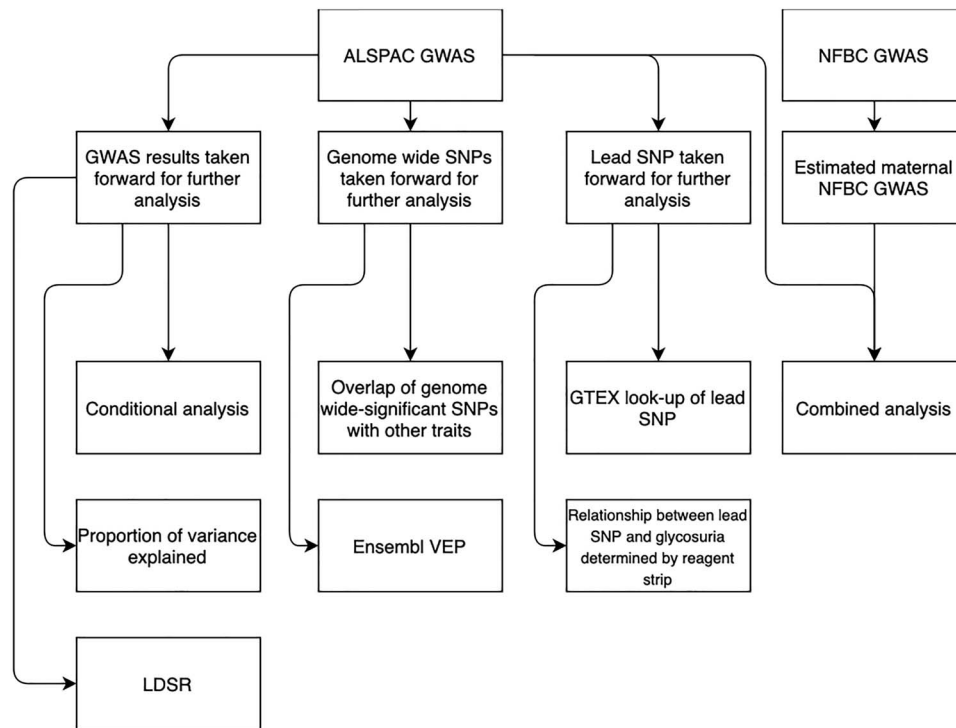 ALSPAC GWAS
NFBC GWAS
GWAS results taken
forward for further
analysis
Genome wide SNPs
taken forward for
further analysis
Lead SNP taken
forward for further
analysis
Estimated maternal
NFBC GWAS
Conditional analysis
Overlap of genome
wide-significant SNPs
with other traits
GTEX look-up of lead
SNP
Combined analysis
Proportion of variance
explained
Ensembl VEP
Relationship between lead
SNP and glycosuria
determined by reagent
strip
LDSR